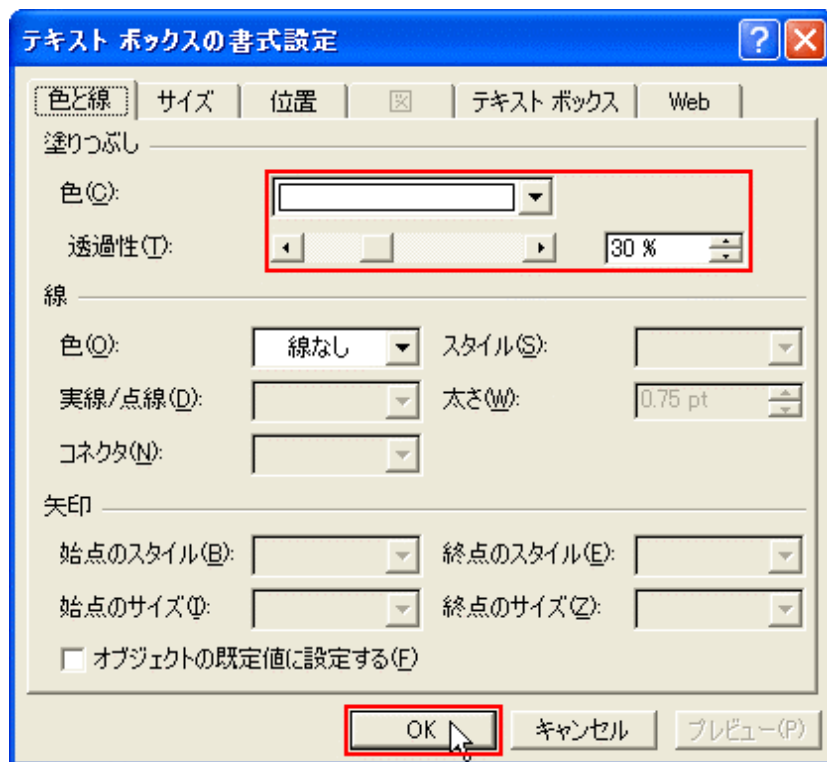 テキスト ボックスの書式設定
色と線 サイズ 位置 図 テキスト ボックス Web
塗りつぶし
色(C):
透過性(T): 30 %
線
色(O): 線なし スタイル(S):
実線/点線(D): 太さ(W): 0.75 pt
コネクタ(N):
矢印
始点のスタイル(B): 終点のスタイル(E):
始点のサイズ(I): 終点のサイズ(Z):
オブジェクトの既定値に設定する(F)
OK キャンセル プレビュー(P)